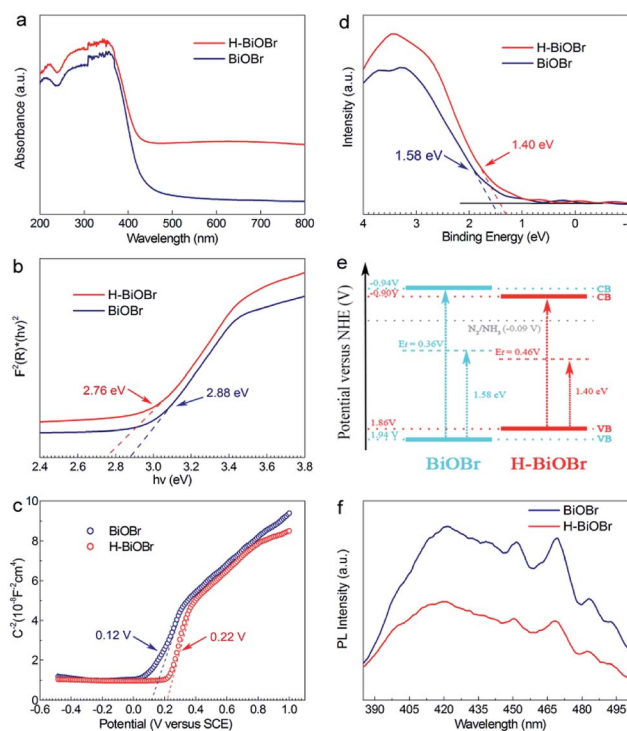 a
H-BiOBr
BiOBr
Absorbance (a.u.)
200 300 400 500 600 700 800
Wavelength (nm)
d
H-BiOBr
BiOBr
Intensity (a.u.)
1.58 eV
1.40 eV
4 3 2 1 0
Binding Energy (eV)
b
H-BiOBr
BiOBr
F²(R)*(hv)²
2.76 eV
2.88 eV
2.4 2.6 2.8 3.0 3.2 3.4 3.6 3.8
hv (eV)
e
Potential versus NHE (V)
-0.94V
CB
-0.90V
CB
N₂/NH₃ (-0.09 V)
Ef = 0.36V
Ef = 0.46V
1.58 eV
1.40 eV
1.86V
VB
1.94 V
VB
BiOBr
H-BiOBr
c
BiOBr
H-BiOBr
C⁻²(10⁻⁸F⁻²cm⁴)
10
8
6
4
2
0
0.12 V
0.22 V
-0.6 -0.4 -0.2 0.0 0.2 0.4 0.6 0.8 1.0
Potential (V versus SCE)
f
BiOBr
H-BiOBr
PL Intensity (a.u.)
390 405 420 435 450 465 480 495
Wavelength (nm)